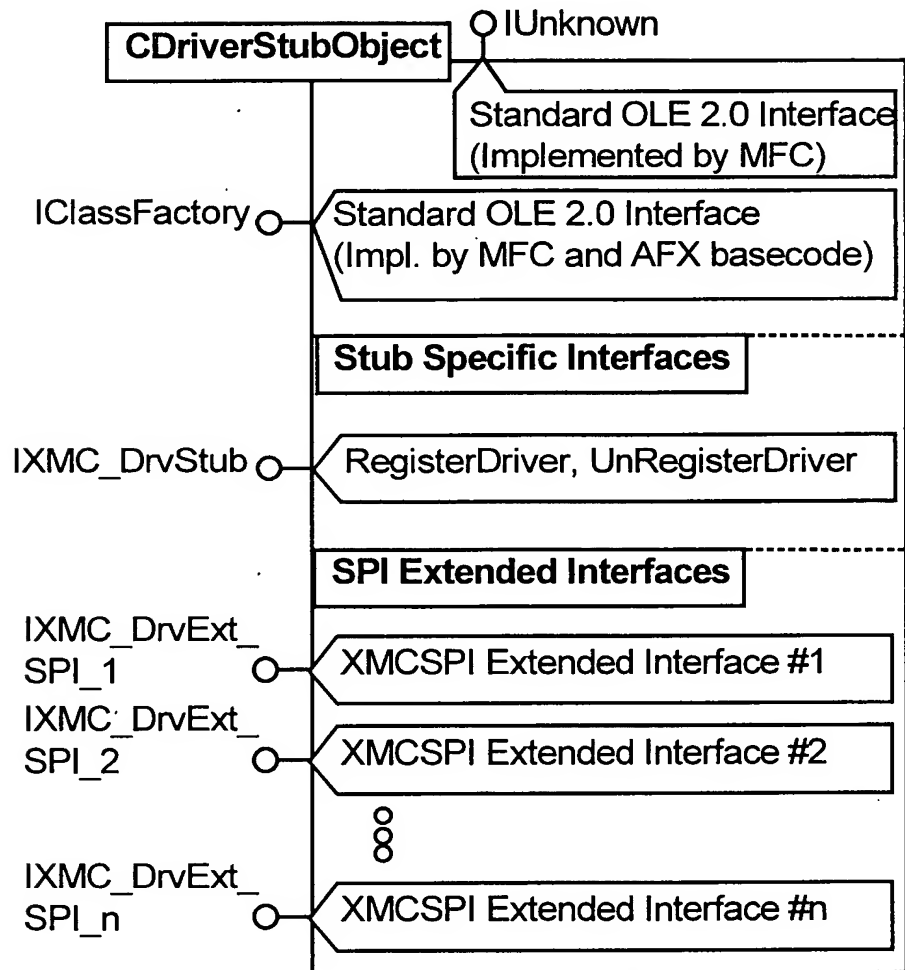 IUnknown
CDriverStubObject
Standard OLE 2.0 Interface
(Implemented by MFC)
IClassFactory
Standard OLE 2.0 Interface
(Impl. by MFC and AFX basecode)
Stub Specific Interfaces
IXMC_DrvStub
RegisterDriver, UnRegisterDriver
SPI Extended Interfaces
IXMC_DrvExt_
SPI_1
XMCSPI Extended Interface #1
IXMC_DrvExt_
SPI_2
XMCSPI Extended Interface #2
IXMC_DrvExt_
SPI_n
XMCSPI Extended Interface #n